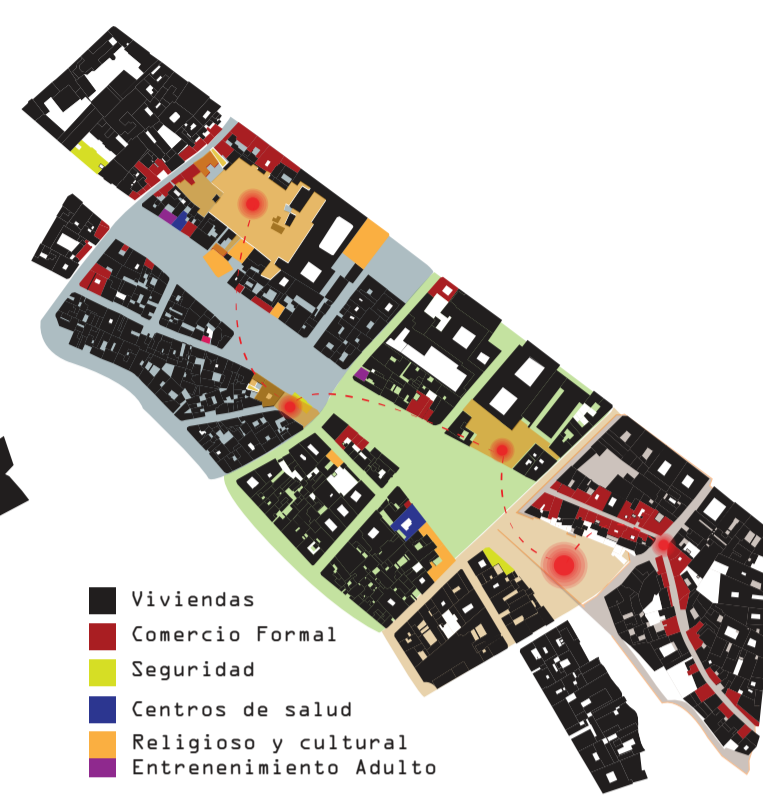 Viviendas
Comercio Formal
Seguridad
Centros de salud
Religioso y cultural
Entrenenimiento Adulto